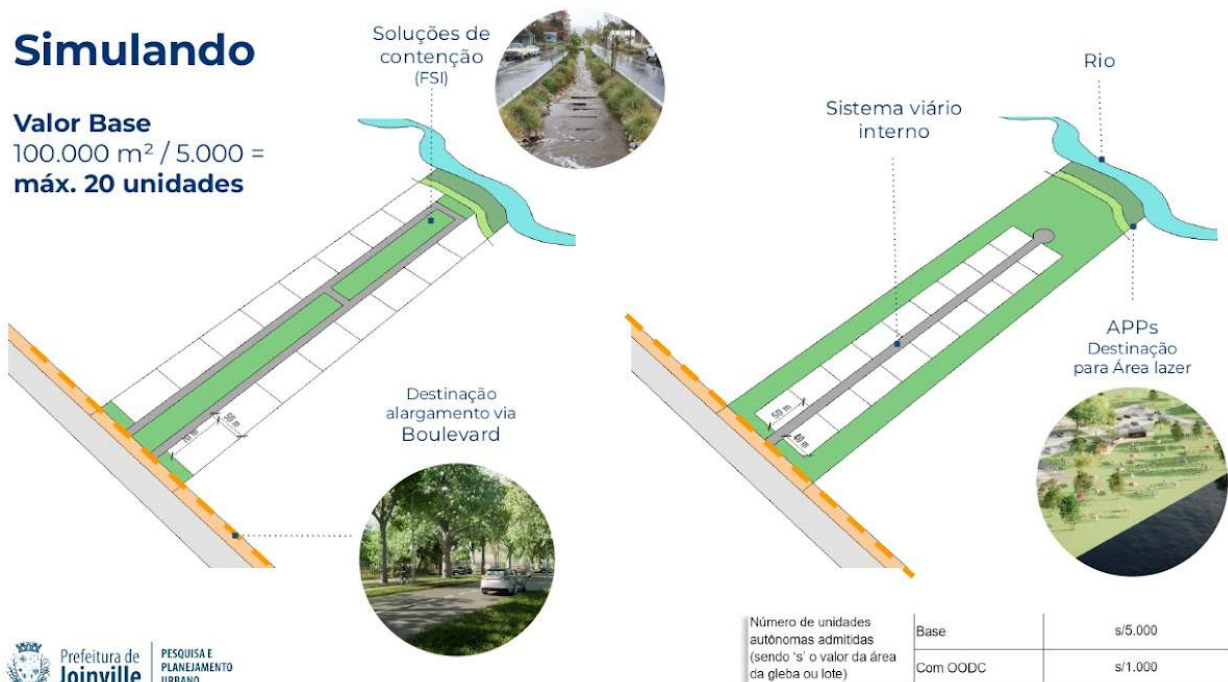 Simulando
Valor Base
100.000 m² / 5.000 =
máx. 20 unidades
Soluções de
contenção
(FSI)
70 m
50 m
Destinação
alargamento via
Boulevard
Sistema viário
interno
Rio
50 m
40 m
APPs
Destinação
para Área lazer
Prefeitura de
Joinville
PESQUISA E
PLANEJAMENTO
URBANO
Número de unidades
autônomas admitidas
(sendo 's' o valor da área
da gleba ou lote)
Base s/5.000
Com OODC s/1.000